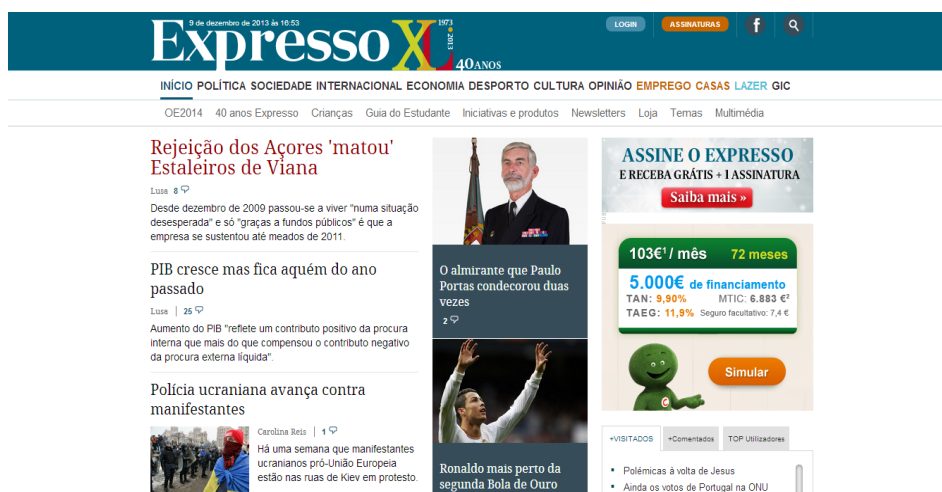 9 de dezembro de 2013 às 16:53
Expresso XL 1973 2013
40 ANOS
LOGIN
ASSINATURAS
f
INÍCIO POLÍTICA SOCIEDADE INTERNACIONAL ECONOMIA DESPORTO CULTURA OPINIÃO EMPREGO CASAS LAZER GIC
OE2014 40 anos Expresso Crianças Guia do Estudante Iniciativas e produtos Newsletters Loja Temas Multimédia
Rejeição dos Açores 'matou'
Estaleiros de Viana
Lusa 8
Desde dezembro de 2009 passou-se a viver "numa situação
desesperada" e só "graças a fundos públicos" é que a
empresa se sustentou até meados de 2011.
PIB cresce mas fica aquém do ano
passado
Lusa | 25
Aumento do PIB "reflete um contributo positivo da procura
interna que mais do que compensou o contributo negativo
da procura externa líquida".
Polícia ucraniana avança contra
manifestantes
Carolina Reis | 1
Há uma semana que manifestantes
ucranianos pró-União Europeia
estão nas ruas de Kiev em protesto.
O almirante que Paulo
Portas condecorou duas
vezes
2
Ronaldo mais perto da
segunda Bola de Ouro
ASSINE O EXPRESSO
E RECEBA GRÁTIS + 1 ASSINATURA
Saiba mais »
103€¹/ mês 72 meses
5.000€ de financiamento
TAN: 9,90% MTIC: 6.883 €²
TAEG: 11,9% Seguro facultativo: 7,4 €
Simular
+VISITADOS +Comentados TOP Utilizadores
Polémicas à volta de Jesus
Ainda os votos de Portugal na ONU